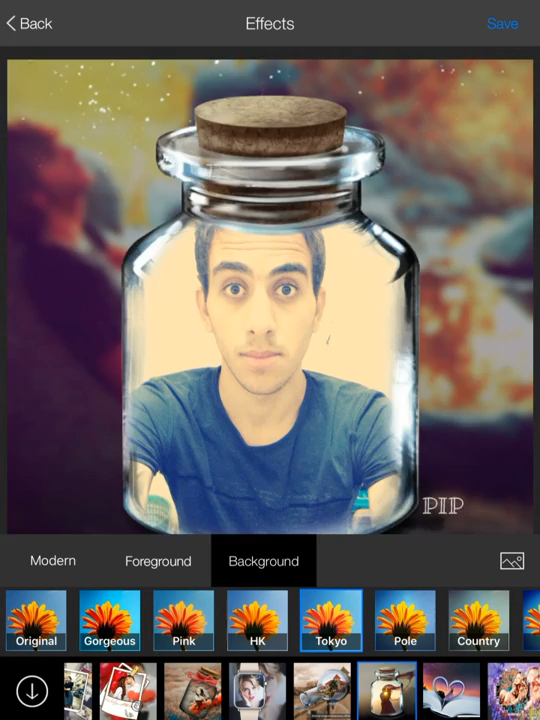 Back
Effects
Save
PIP
Modern
Foreground
Background
Original
Gorgeous
Pink
HK
Tokyo
Pole
Country